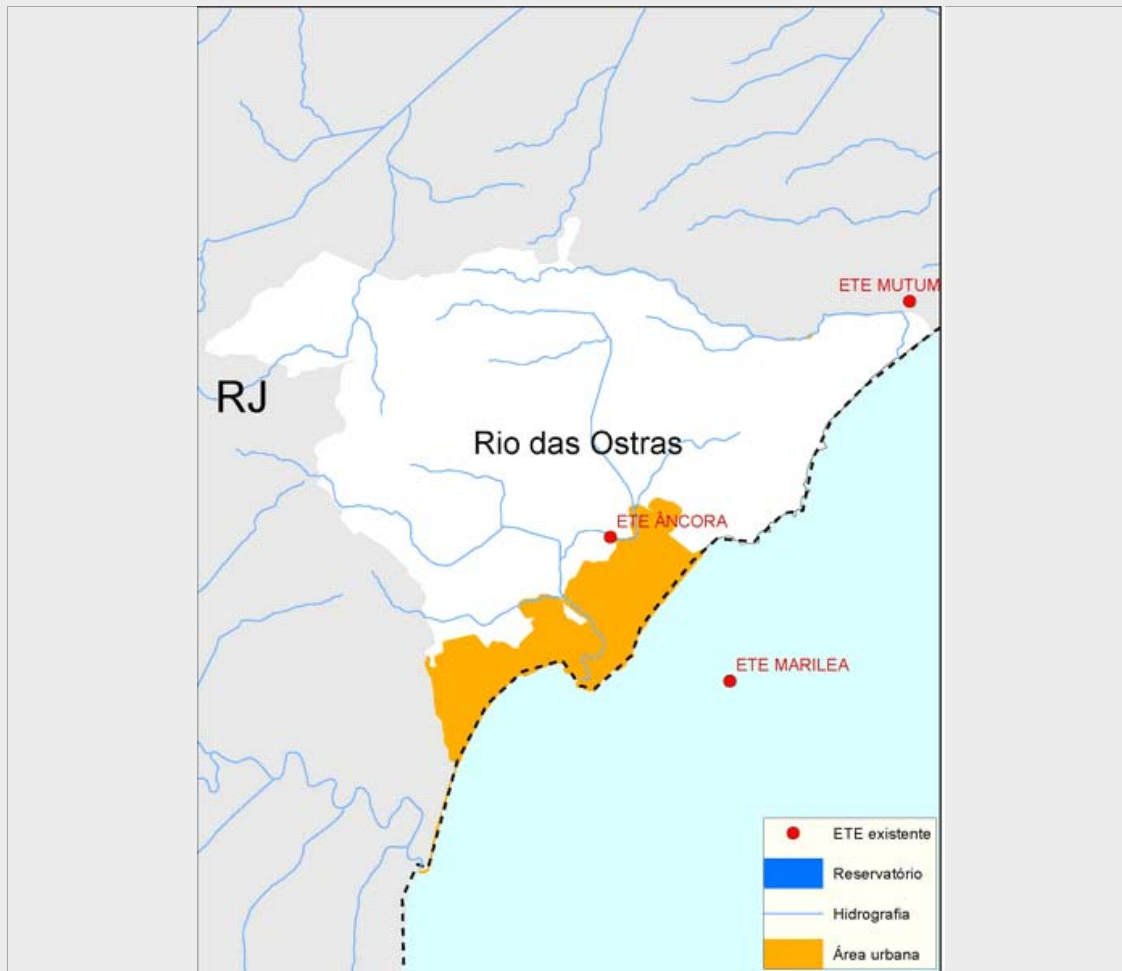 ETE MUTUM
RJ
Rio das Ostras
ETE ÂNCORA
ETE MARILEA
ETE existente
Reservatório
Hidrografia
Área urbana